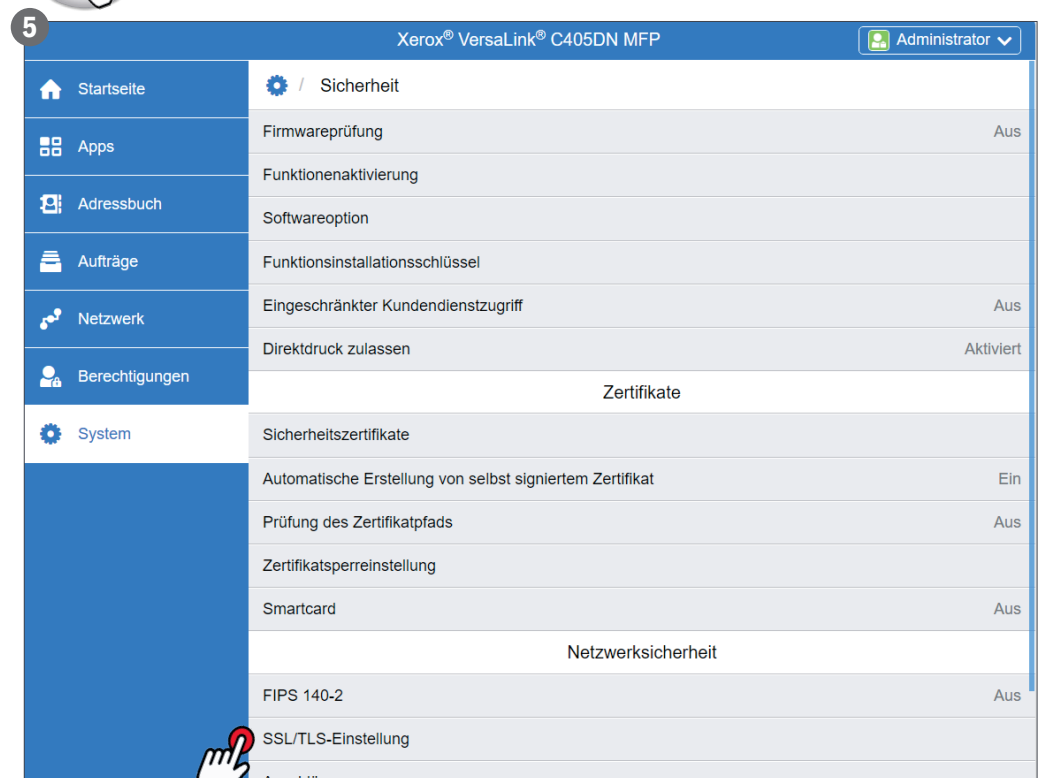 5
Xerox® VersaLink® C405DN MFP
Administrator
Startseite
Apps
Adressbuch
Aufträge
Netzwerk
Berechtigungen
System
/ Sicherheit
Firmwareprüfung Aus
Funktionenaktivierung
Softwareoption
Funktionsinstallationsschlüssel
Eingeschränkter Kundendienstzugriff Aus
Direktdruck zulassen Aktiviert
Zertifikate
Sicherheitszertifikate
Automatische Erstellung von selbst signiertem Zertifikat Ein
Prüfung des Zertifikatpfads Aus
Zertifikatsperreinstellung
Smartcard Aus
Netzwerksicherheit
FIPS 140-2 Aus
SSL/TLS-Einstellung